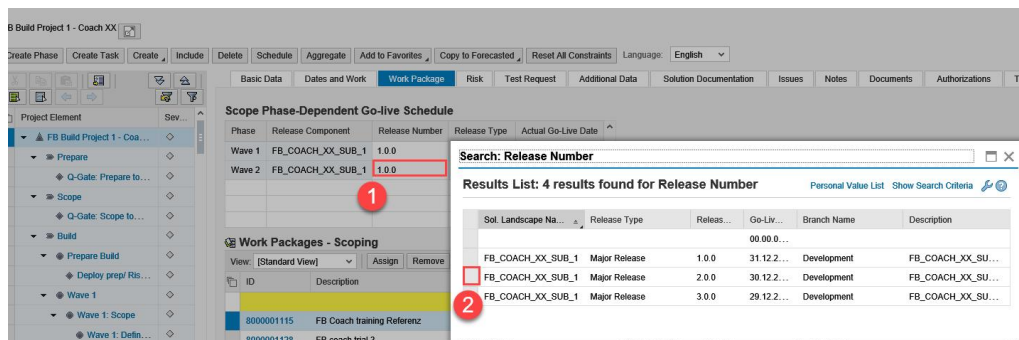 B Build Project 1 - Coach XX
Create Phase Create Task Create Include Delete Schedule Aggregate Add to Favorites Copy to Forecasted Reset All Constraints Language: English
Basic Data Dates and Work Work Package Risk Test Request Additional Data Solution Documentation Issues Notes Documents Authorizations T
Project Element Sev...
FB Build Project 1 - Coa...
Prepare
Q-Gate: Prepare to...
Scope
Q-Gate: Scope to...
Build
Prepare Build
Deploy prep/ Ris...
Wave 1
Wave 1: Scope
Wave 1: Defin...
Scope Phase-Dependent Go-live Schedule
Phase Release Component Release Number Release Type Actual Go-Live Date
Wave 1 FB_COACH_XX_SUB_1 1.0.0
Wave 2 FB_COACH_XX_SUB_1 1.0.0
1
Work Packages - Scoping
View: [Standard View] Assign Remove
ID Description
8000001115 FB Coach training Referenz
8000001128 FB coach trial 2
Search: Release Number
Results List: 4 results found for Release Number Personal Value List Show Search Criteria
Sol. Landscape Na... Release Type Releas... Go-Liv... Branch Name Description
00.00.0...
FB_COACH_XX_SUB_1 Major Release 1.0.0 31.12.2... Development FB_COACH_XX_SU...
FB_COACH_XX_SUB_1 Major Release 2.0.0 30.12.2... Development FB_COACH_XX_SU...
FB_COACH_XX_SUB_1 Major Release 3.0.0 29.12.2... Development FB_COACH_XX_SU...
2